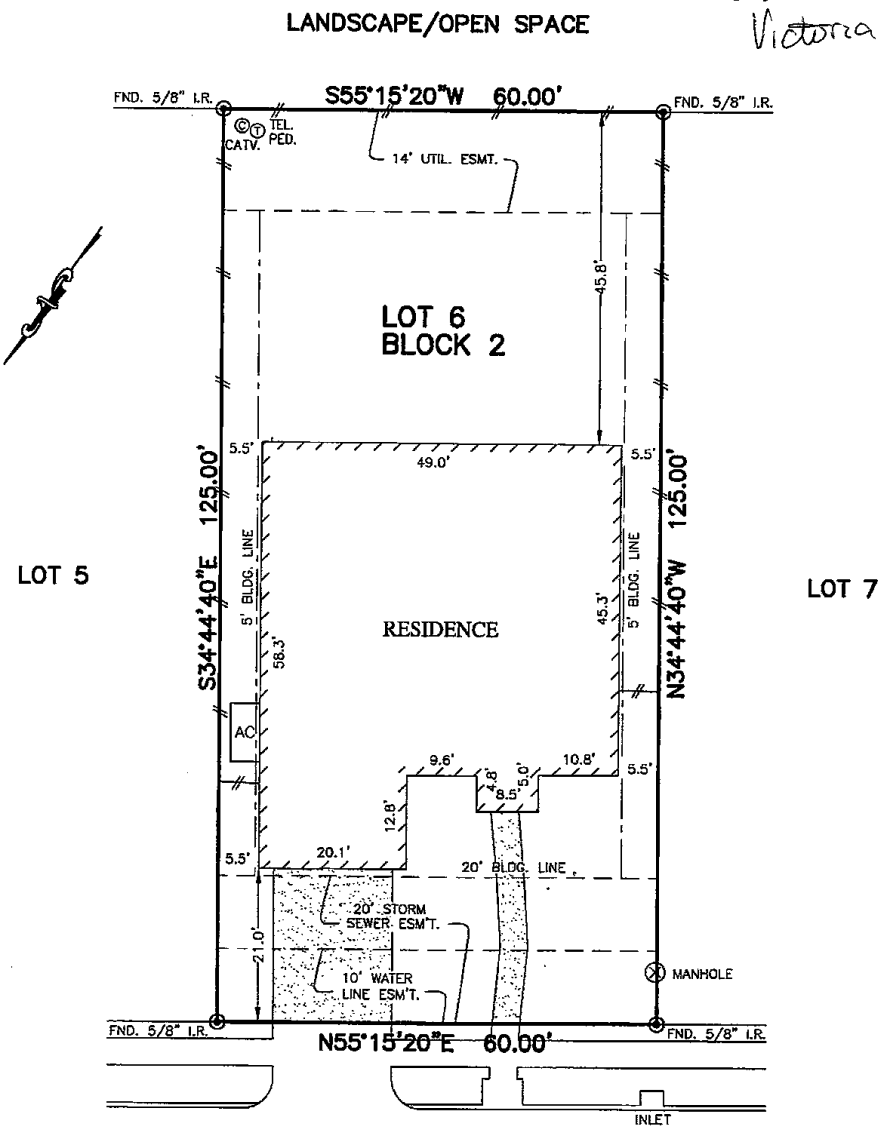 LANDSCAPE/OPEN SPACE
Victoria
FND. 5/8" I.R.
S55°15'20"W 60.00'
FND. 5/8" I.R.
C T TEL.
PED.
CATV.
14' UTIL. ESMT.
45.8'
LOT 6
BLOCK 2
5.5'
49.0'
5.5'
S34°44'40"E 125.00'
5' BLDG. LINE
5' BLDG. LINE
N34°44'40"W 125.00'
LOT 5
LOT 7
45.3'
RESIDENCE
58.3'
AC
9.6'
4.8'
8.5'
5.0'
10.8'
5.5'
12.8'
20.1'
5.5'
20' BLDG. LINE
20' STORM
SEWER ESM'T.
21.0'
10' WATER
LINE ESM'T.
MANHOLE
FND. 5/8" I.R.
N55°15'20"E 60.00'
FND. 5/8" I.R.
INLET